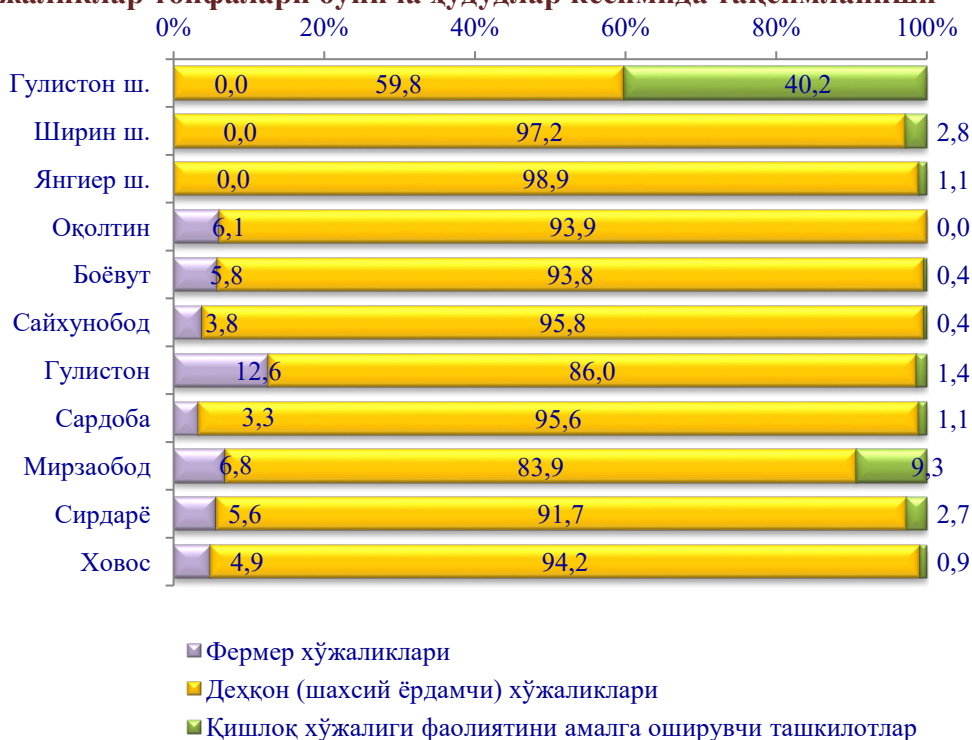 тоифалари бўйича ҳудудлар кесимида тақсимланиши
0% 20% 40% 60% 80% 100%
Гулистон ш. 0,0 59,8 40,2
Ширин ш. 0,0 97,2 2,8
Янгиер ш. 0,0 98,9 1,1
Оқолтин 6,1 93,9 0,0
Боёвут 5,8 93,8 0,4
Сайхунобод 3,8 95,8 0,4
Гулистон 12,6 86,0 1,4
Сардоба 3,3 95,6 1,1
Мирзаобод 6,8 83,9 9,3
Сирдарё 5,6 91,7 2,7
Ховос 4,9 94,2 0,9
Фермер хўжаликлари
Деҳқон (шахсий ёрдамчи) хўжаликлари
Қишлоқ хўжалиги фаолиятини амалга оширувчи ташкилотлар